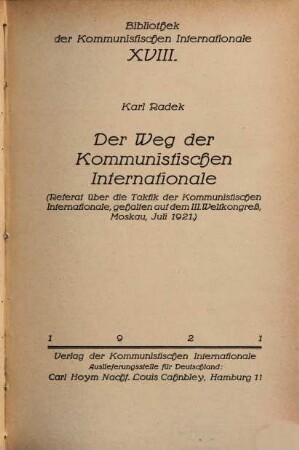 Bibliothek
der Kommunistischen Internationale
XVIII.
Karl Radek
Der Weg der
Kommunistischen
Internationale
(Referat über die Taktik der Kommunistischen
Internationale, gehalten auf dem III. Weltkongreß,
Moskau, Juli 1921.)
1 9 2 1
Verlag der Kommunistischen Internationale
Auslieferungsstelle für Deutschland:
Carl Hoym Nachf. Louis Cahnbley, Hamburg 11